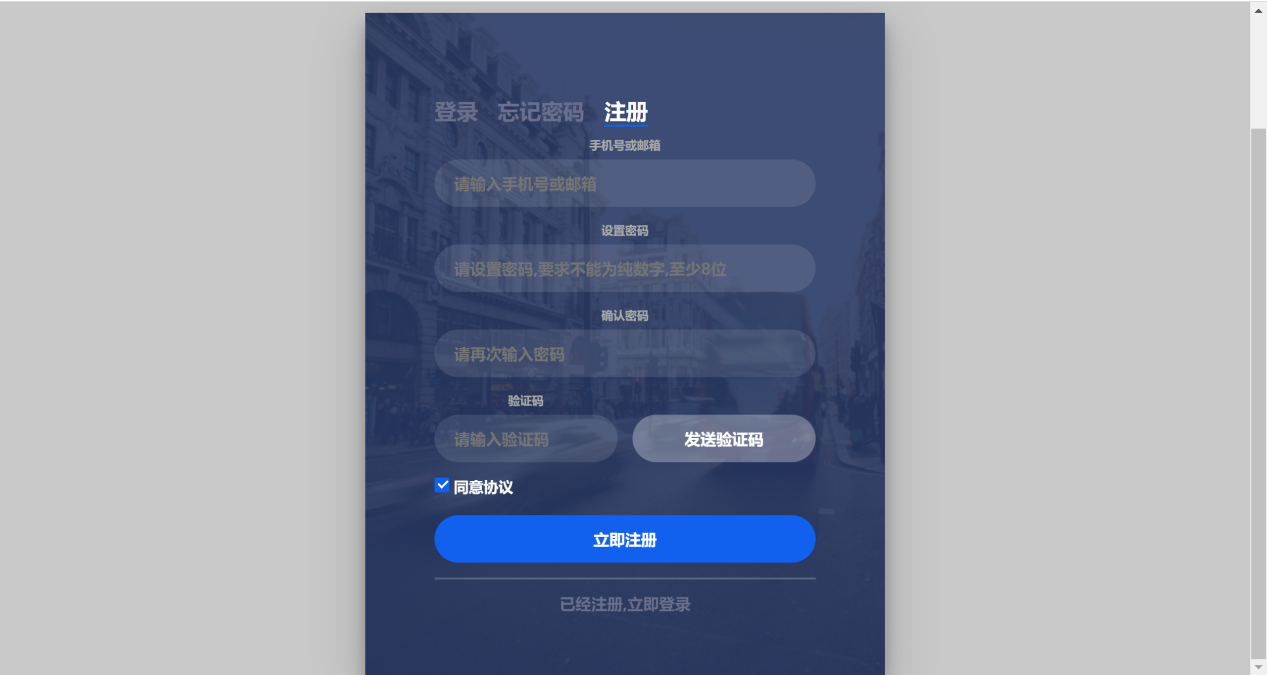 登录 忘记密码 注册
手机号或邮箱
请输入手机号或邮箱
设置密码
请设置密码,要求不能为纯数字,至少8位
确认密码
请再次输入密码
验证码
请输入验证码 发送验证码
同意协议
立即注册
已经注册,立即登录